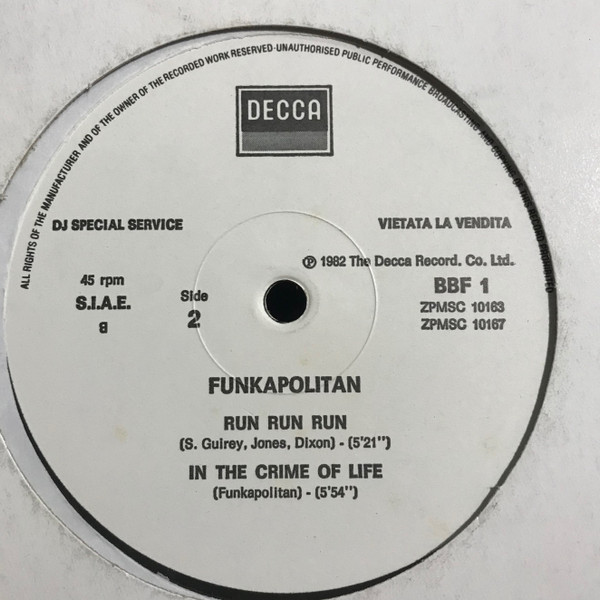 ALL RIGHTS OF THE MANUFACTURER AND OF THE OWNER OF THE RECORDED WORK RESERVED·UNAUTHORISED PUBLIC PERFORMANCE BROADCASTING AND COPYING OF THIS RECORD PROHIBITED
DECCA
DJ SPECIAL SERVICE
VIETATA LA VENDITA
℗ 1982 The Decca Record. Co. Ltd.
45 rpm
S.I.A.E.
B
Side
2
BBF 1
ZPMSC 10163
ZPMSC 10167
FUNKAPOLITAN
RUN RUN RUN
(S. Guirey, Jones, Dixon) - (5'21'')
IN THE CRIME OF LIFE
(Funkapolitan) - (5'54'')